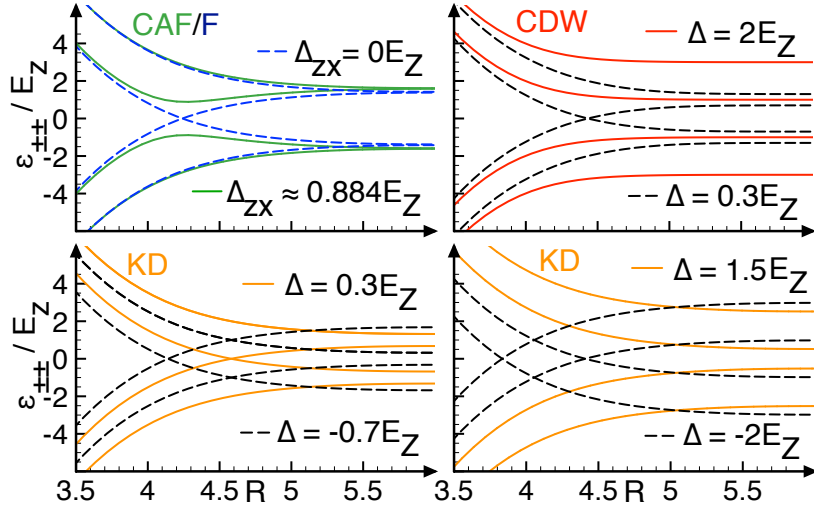 CAF/F
Δzx = 0EZ
Δzx ≈ 0.884EZ
ε±± / EZ
4
2
0
-2
-4
CDW
Δ = 2EZ
Δ = 0.3EZ
KD
Δ = 0.3EZ
Δ = -0.7EZ
ε±± / EZ
4
2
0
-2
-4
3.5 4 4.5 R 5 5.5
KD
Δ = 1.5EZ
Δ = -2EZ
3.5 4 4.5 R 5 5.5